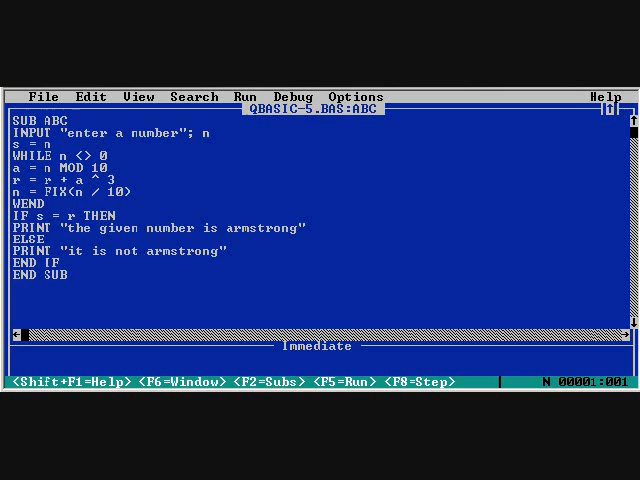 File Edit View Search Run Debug Options Help
QBASIC-5.BAS:ABC
SUB ABC
INPUT "enter a number"; n
s = n
WHILE n <> 0
a = n MOD 10
r = r + a ^ 3
n = FIX(n / 10)
WEND
IF s = r THEN
PRINT "the given number is armstrong"
ELSE
PRINT "it is not armstrong"
END IF
END SUB
Immediate
<Shift+F1=Help> <F6=Window> <F2=Subs> <F5=Run> <F8=Step> N 00001:001